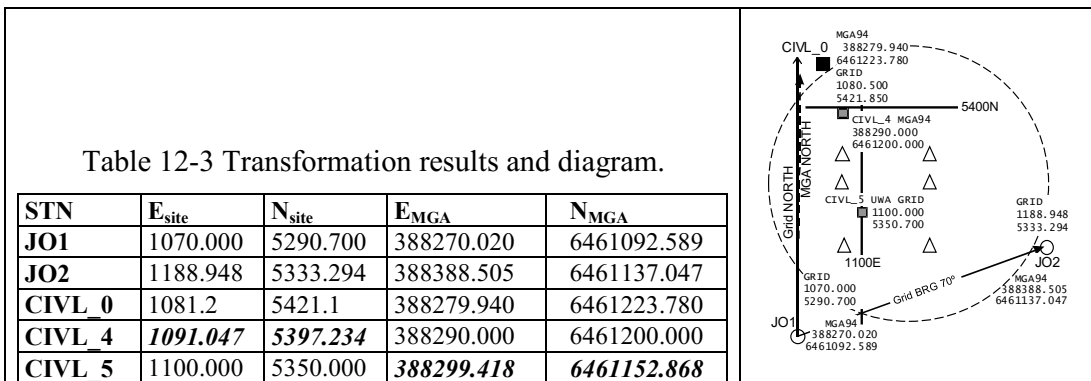 Table 12-3 Transformation results and diagram.
STN E_site N_site E_MGA N_MGA
JO1 1070.000 5290.700 388270.020 6461092.589
JO2 1188.948 5333.294 388388.505 6461137.047
CIVL_0 1081.2 5421.1 388279.940 6461223.780
CIVL_4 1091.047 5397.234 388290.000 6461200.000
CIVL_5 1100.000 5350.000 388299.418 6461152.868
MGA94
CIVL_0 388279.940
6461223.780
GRID
1080.500
5421.850
5400N
CIVL_4 MGA94
388290.000
6461200.000
MGA NORTH
Grid NORTH
CIVL_5 UWA GRID
1100.000
5350.700
GRID
1188.948
5333.294
1100E
JO2
GRID
1070.000
5290.700
Grid BRG 70º
MGA94
388388.505
6461137.047
JO1
MGA94
388270.020
6461092.589